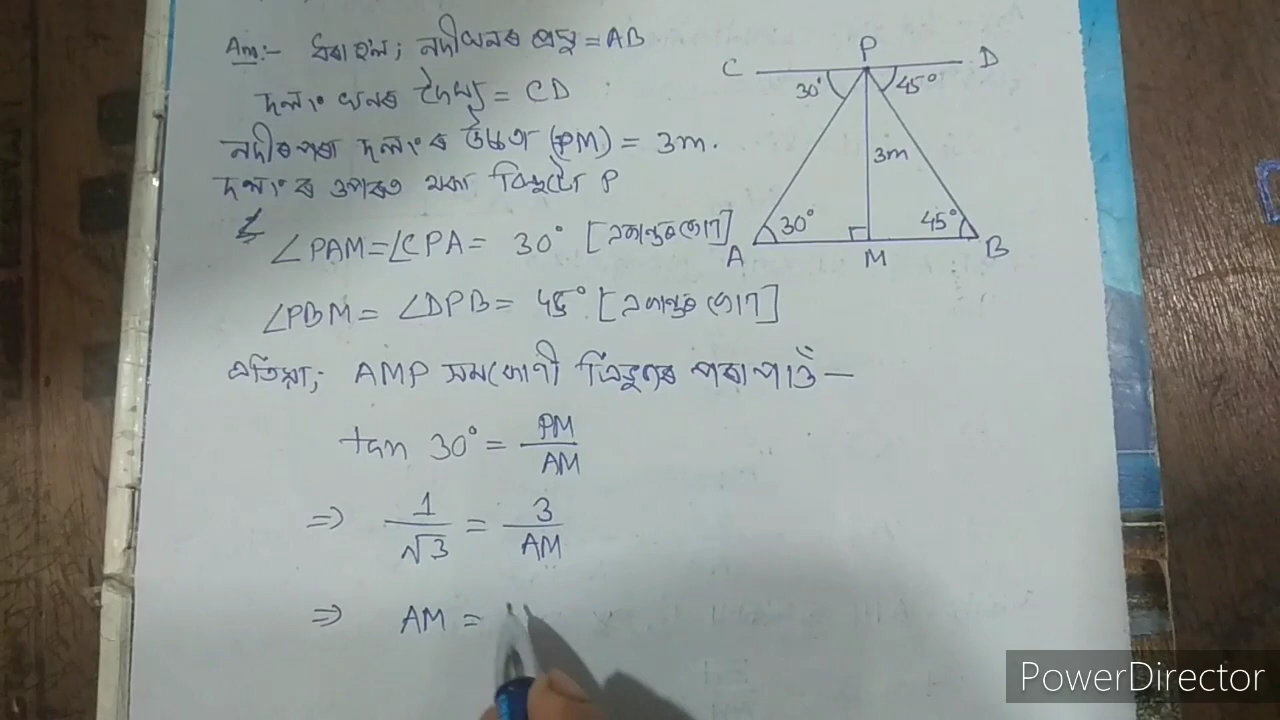 Ans:- ধৰা হল; নদীখনৰ প্ৰস্থ = AB
দলং খনৰ দৈৰ্ঘ্য = CD
নদীৰপৰা দলংৰ উচ্চতা (PM) = 3m.
দলংৰ ওপৰত থকা বিন্দুটো P
∠PAM = ∠CPA = 30° [একান্তৰ কোণ]
∠PBM = ∠DPB = 45° [একান্তৰ কোণ]
এতিয়া; AMP সমকোণী ত্ৰিভুজৰ পৰা পাওঁ —
tan 30° = PM/AM
⇒ 1/√3 = 3/AM
⇒ AM =
C P D
30° 45°
3m
30° 45°
A M B
PowerDirector